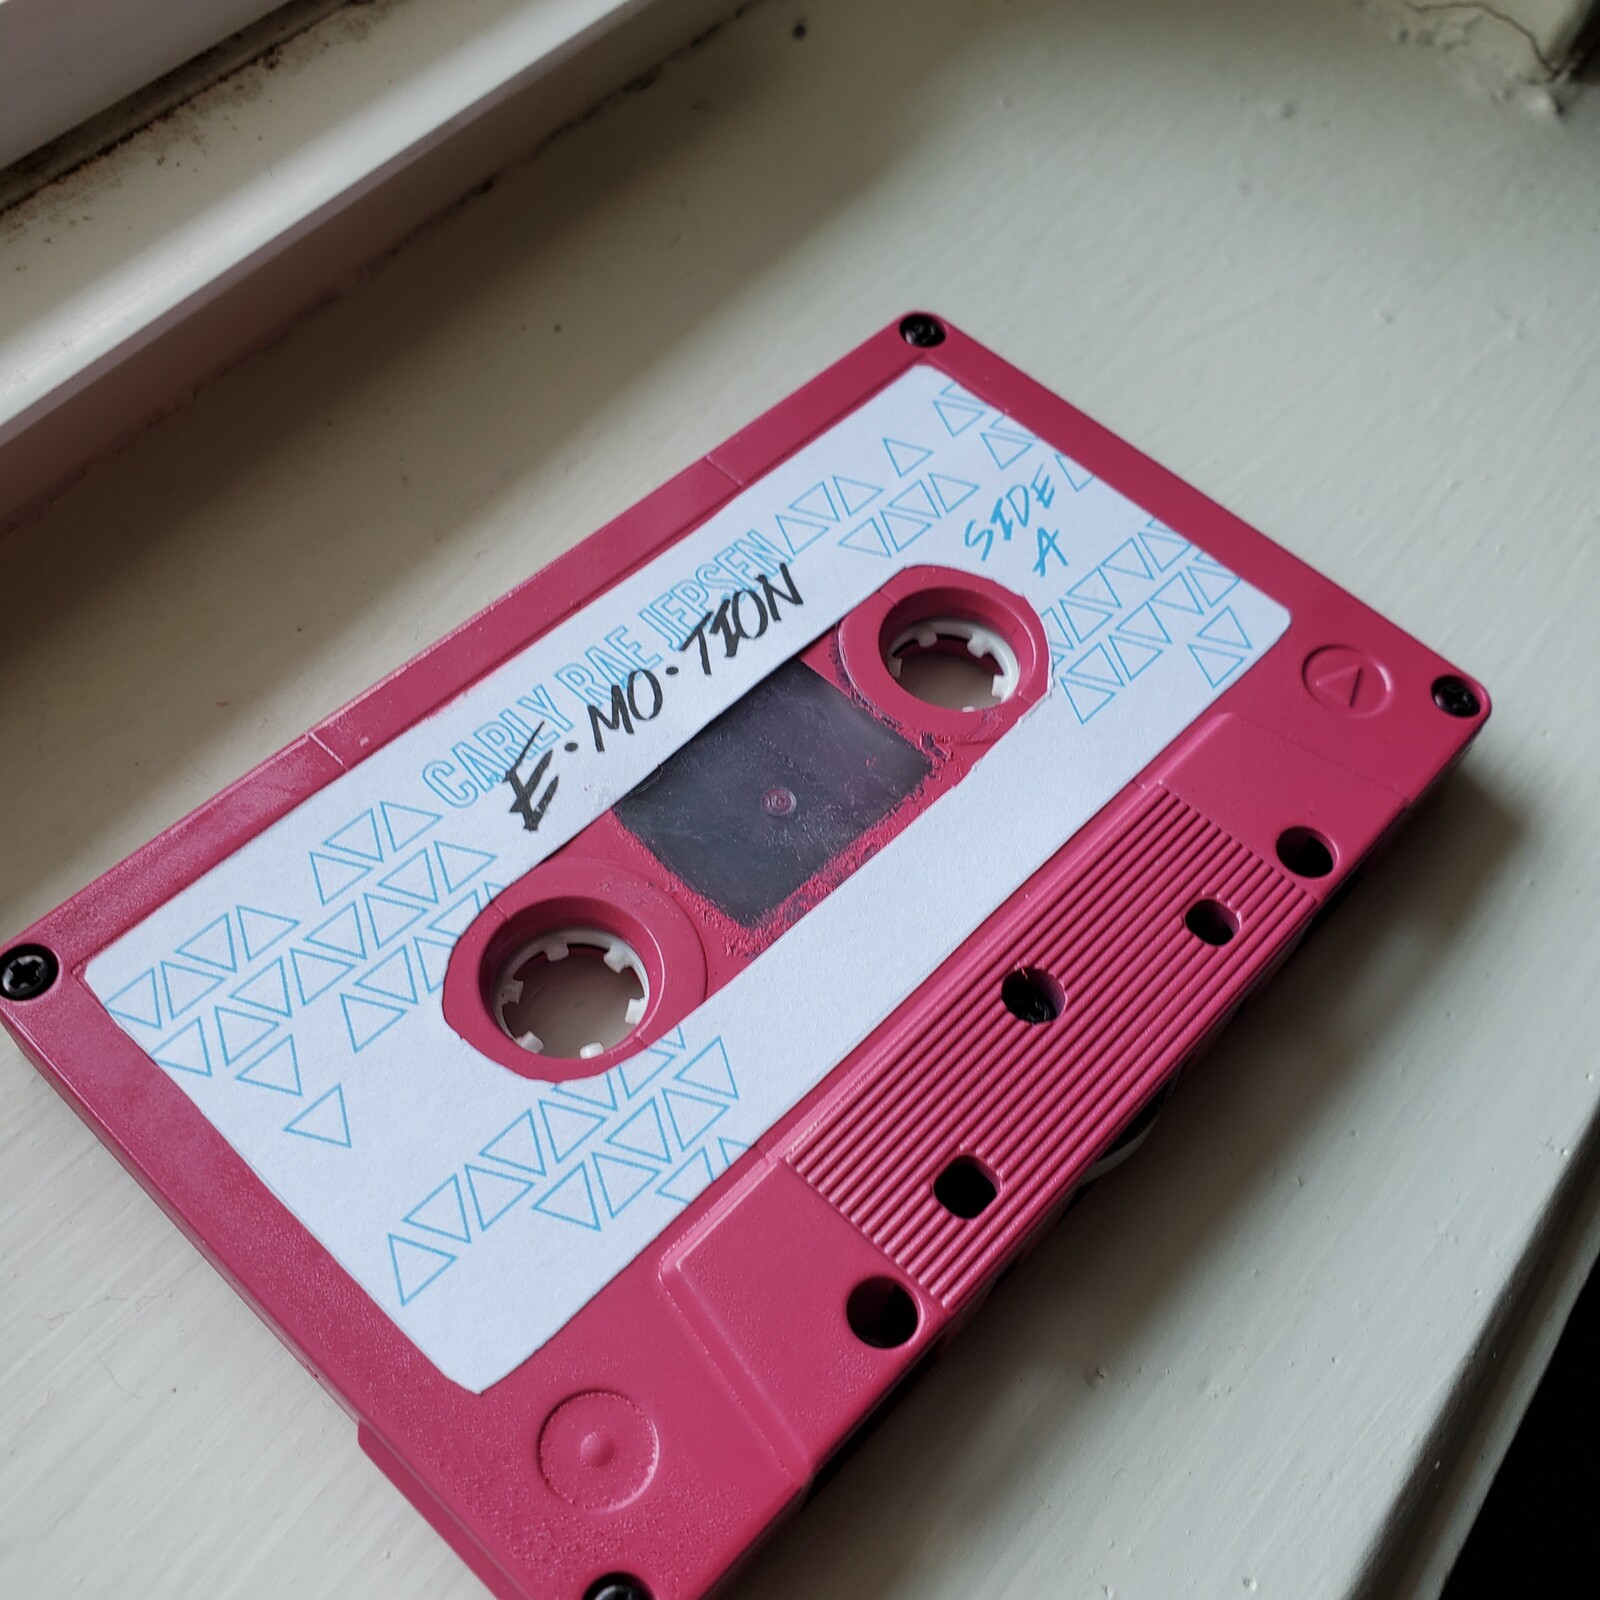 CARLY RAE JEPSEN
E•MO•TION
SIDE
A